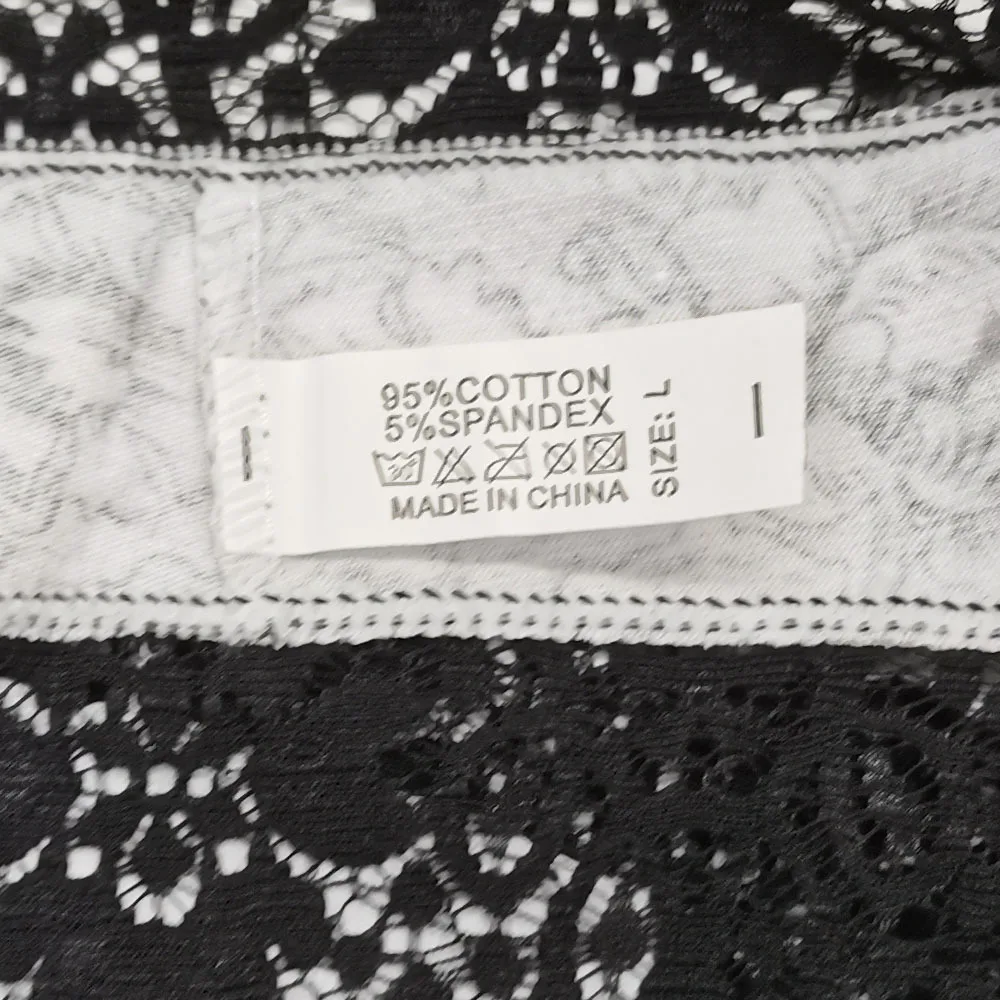 95%COTTON
5%SPANDEX
MADE IN CHINA
SIZE: L